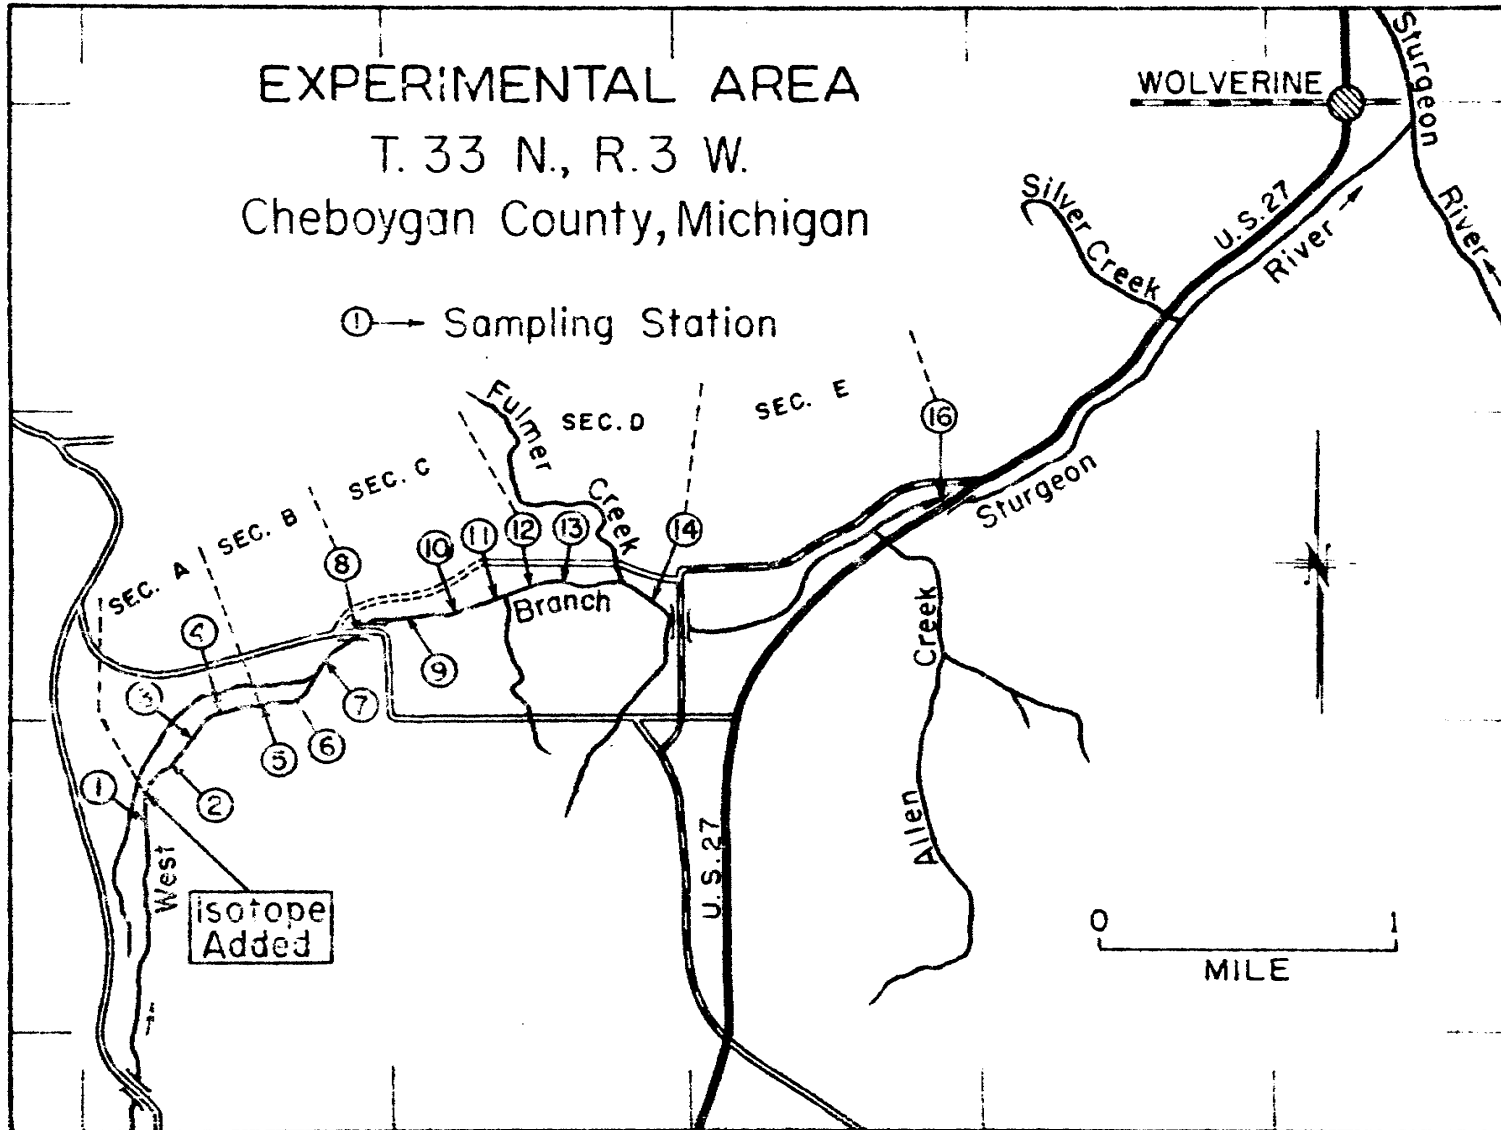 EXPERIMENTAL AREA
T. 33 N., R. 3 W.
Cheboygan County, Michigan
① → Sampling Station
WOLVERINE
Sturgeon
River
Silver Creek
U.S. 27
River
Fulmer
Creek
SEC. A
SEC. B
SEC. C
SEC. D
SEC. E
16
14
13
12
11
10
8
9
Branch
Sturgeon
4
3
7
6
5
2
1
West
isotope
Added
U.S. 27
Creek
Allen
0 1
MILE
N